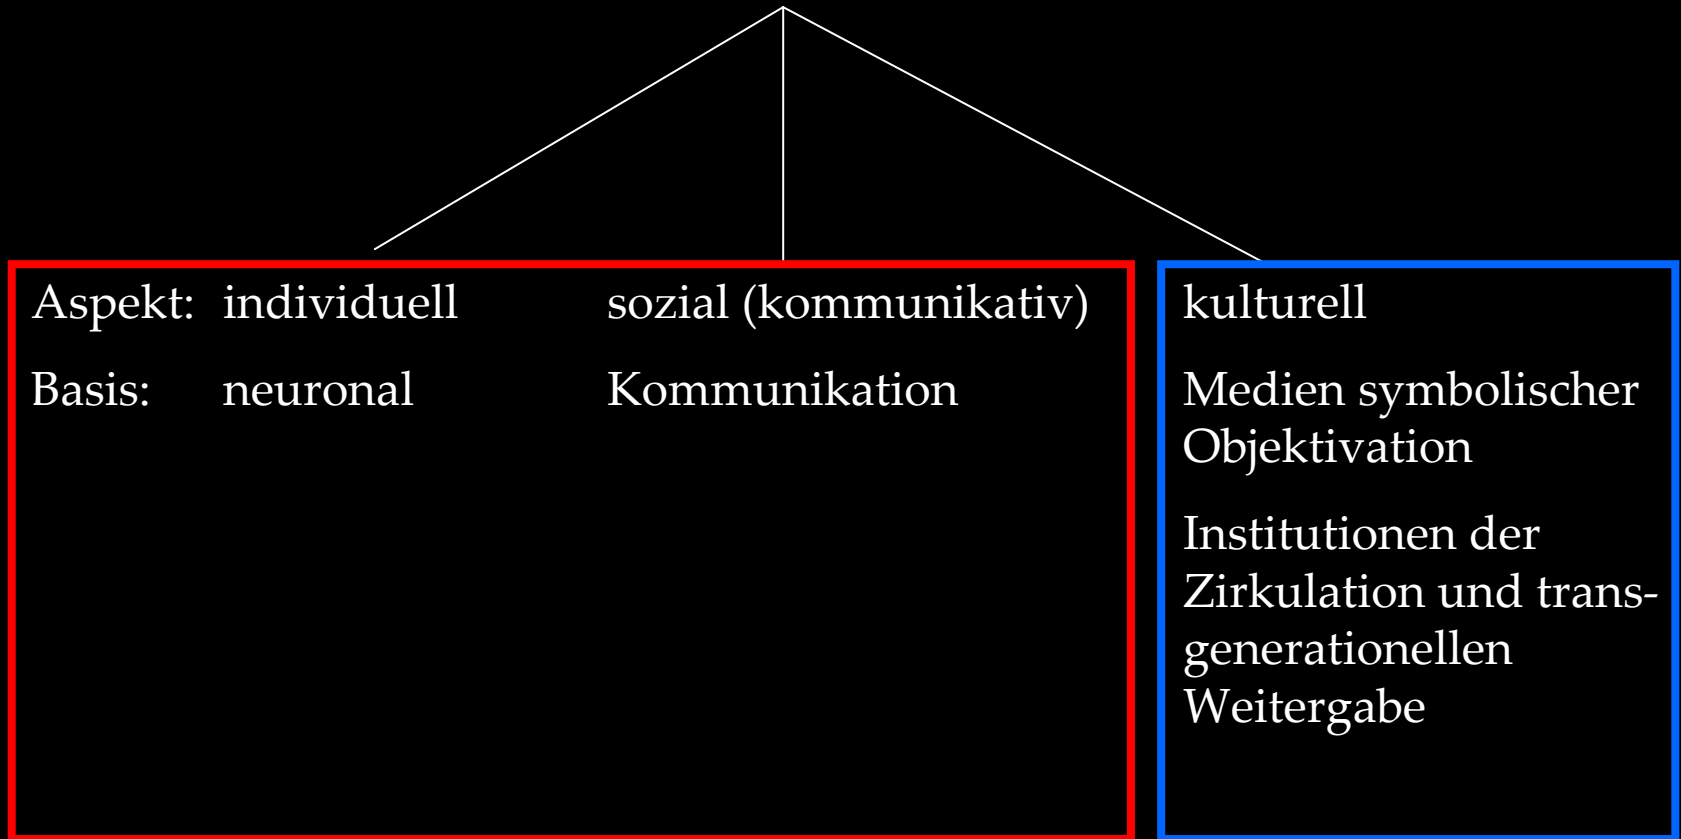 Aspekt: individuell sozial (kommunikativ) kulturell
Basis: neuronal Kommunikation Medien symbolischer
Objektivation
Institutionen der
Zirkulation und trans-
generationellen
Weitergabe